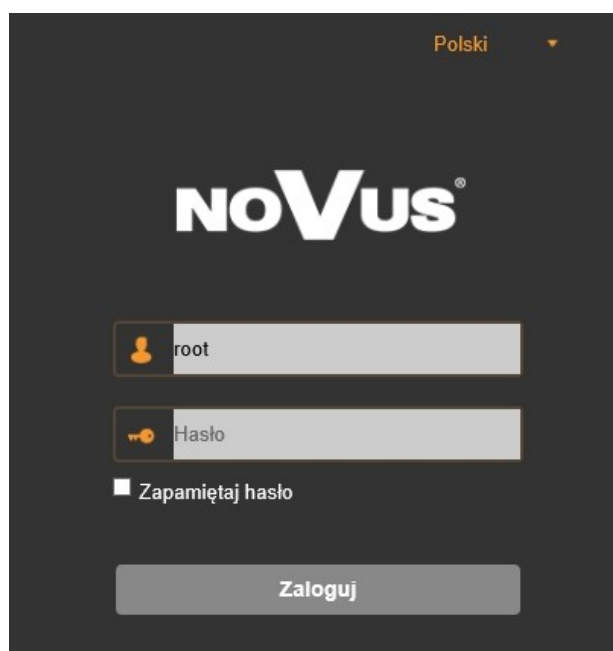 Polski
NOVUS®
root
Hasło
Zapamiętaj hasło
Zaloguj